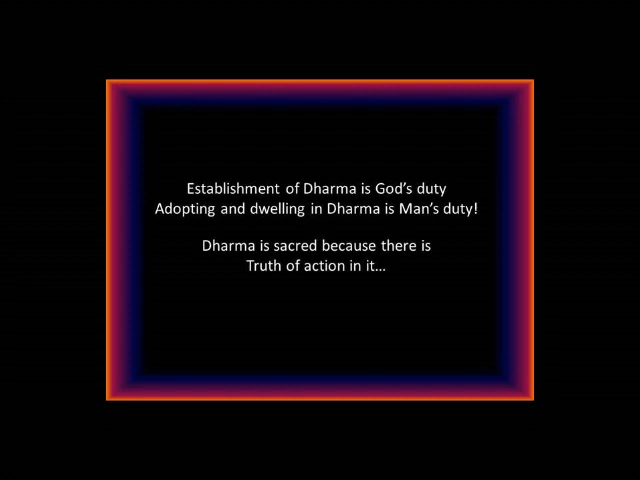 Establishment of Dharma is God’s duty
Adopting and dwelling in Dharma is Man’s duty!
Dharma is sacred because there is
Truth of action in it…